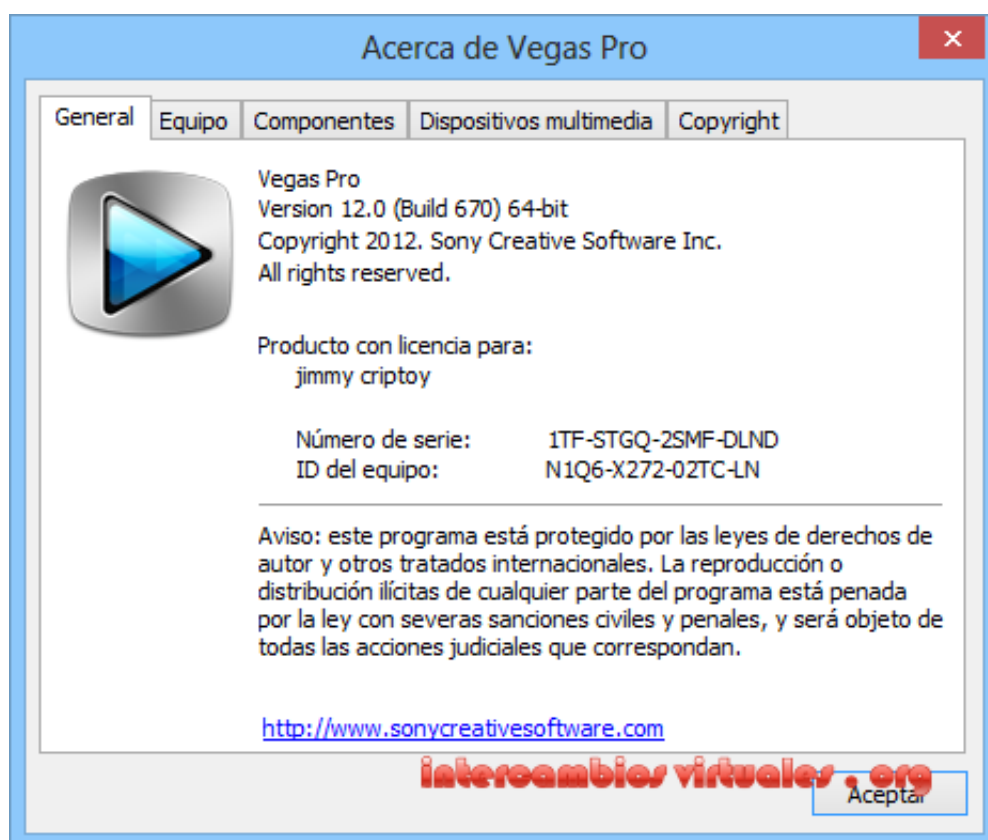 Acerca de Vegas Pro
General Equipo Componentes Dispositivos multimedia Copyright
Vegas Pro
Version 12.0 (Build 670) 64-bit
Copyright 2012. Sony Creative Software Inc.
All rights reserved.
Producto con licencia para:
jimmy criptoy
Número de serie: 1TF-STGQ-2SMF-DLND
ID del equipo: N1Q6-X272-02TC-LN
Aviso: este programa está protegido por las leyes de derechos de
autor y otros tratados internacionales. La reproducción o
distribución ilícitas de cualquier parte del programa está penada
por la ley con severas sanciones civiles y penales, y será objeto de
todas las acciones judiciales que correspondan.
http://www.sonycreativesoftware.com
intercambios virtuales . org
Aceptar